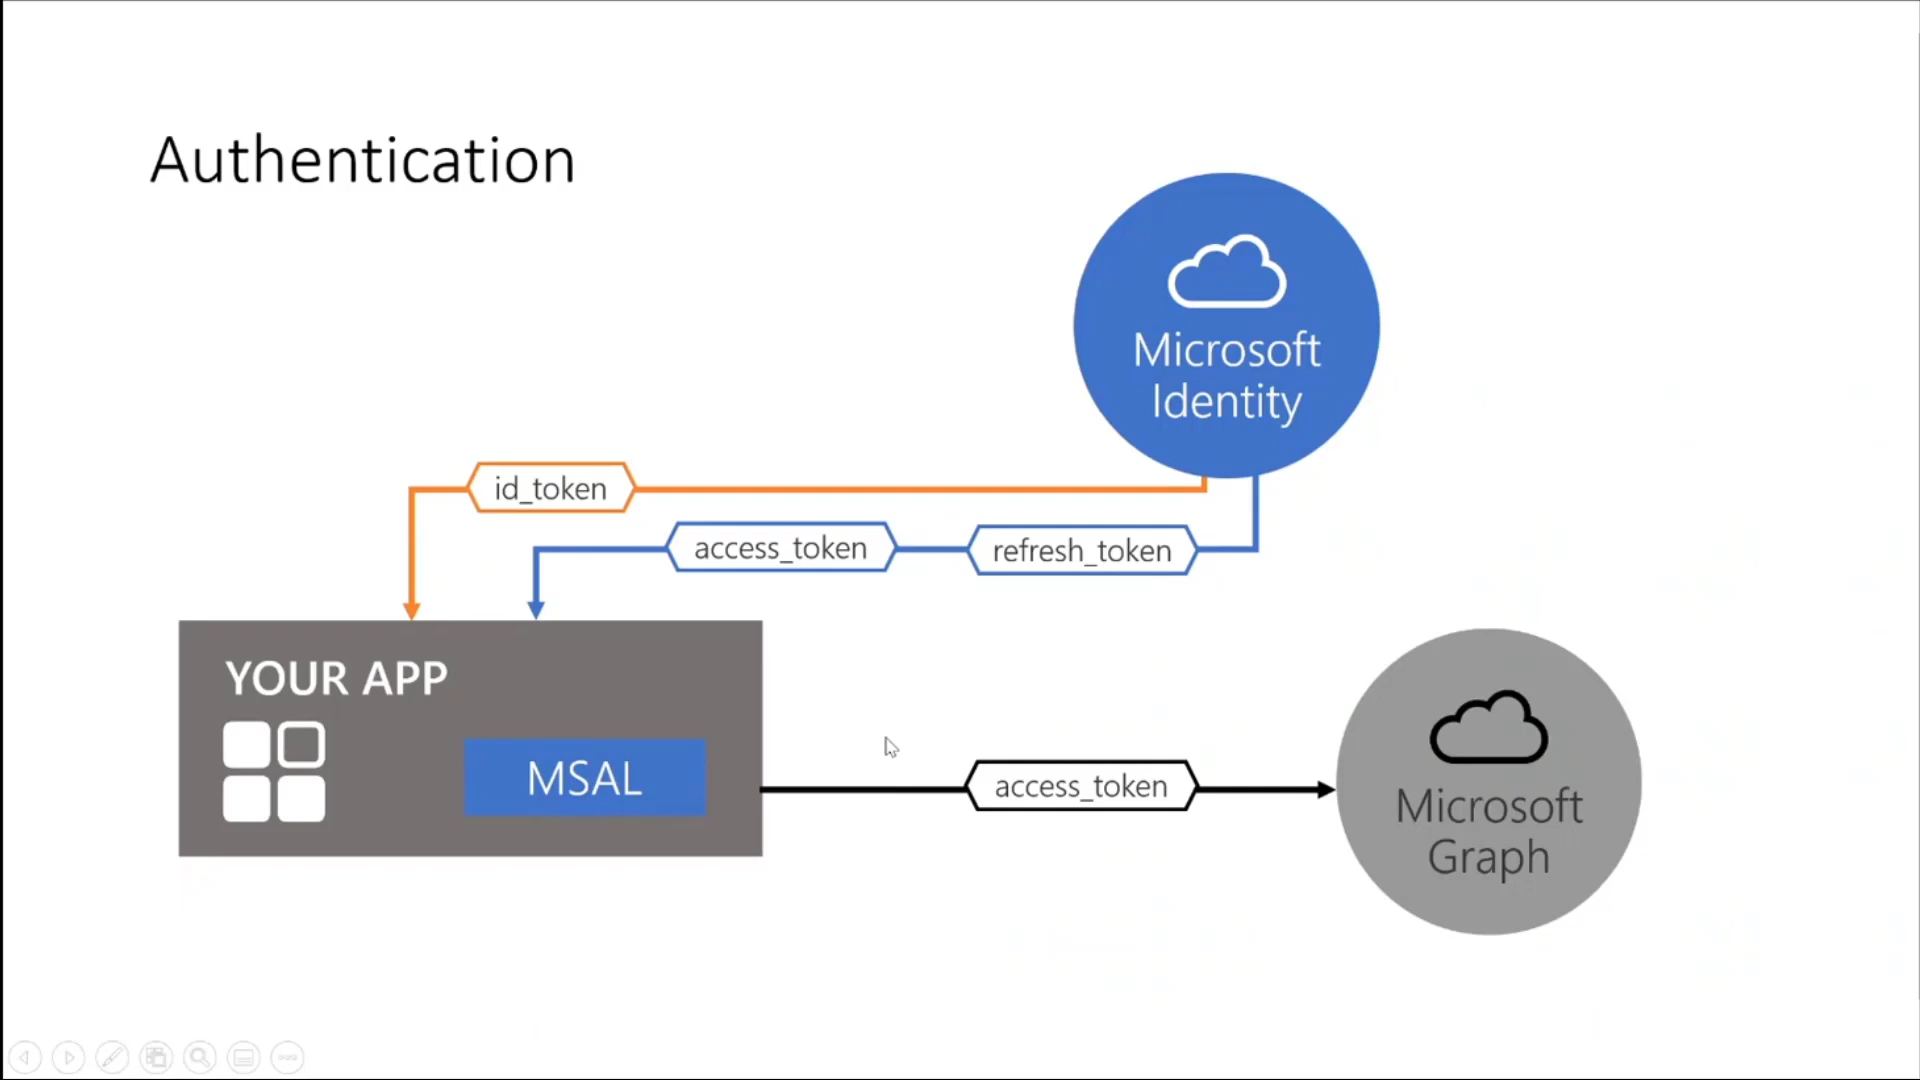 Authentication
Microsoft
Identity
id_token
access_token
refresh_token
YOUR APP
MSAL
access_token
Microsoft
Graph